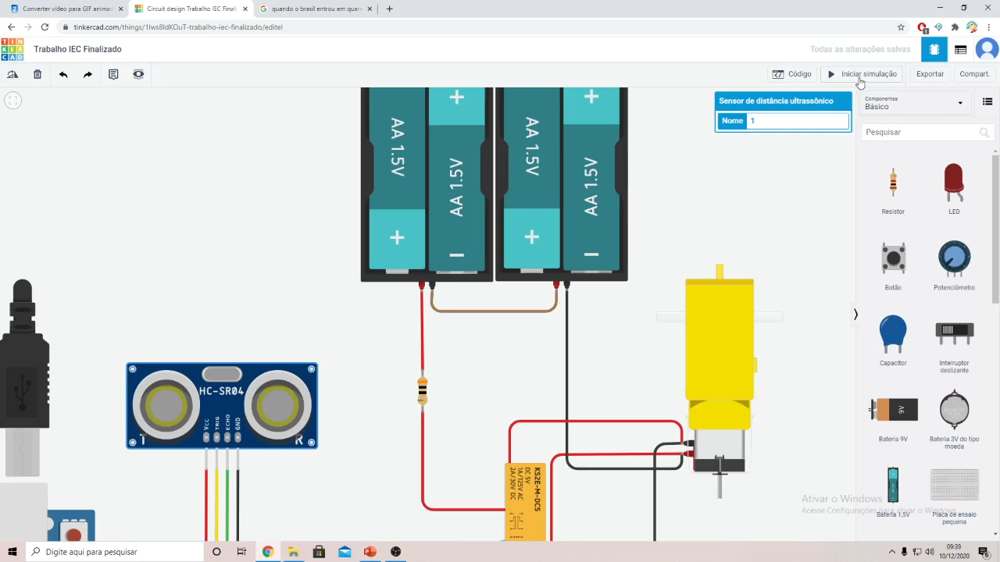 Converter vídeo para GIF animad
Circuit design Trabalho IEC Final
quando o brasil entrou em quar
tinkercad.com/things/1Iws8IdKOuT-trabalho-iec-finalizado/editel
TIN
KER
CAD
Trabalho IEC Finalizado
Todas as alterações salvas
Código
Iniciar simulação
Exportar
Compart.
Sensor de distância ultrassônico
Nome 1
Componentes
Básico
Pesquisar
Resistor
LED
Botão
Potenciômetro
Capacitor
Interruptor deslizante
Bateria 9V
Bateria 3V do tipo moeda
Bateria 1,5V
Placa de ensaio pequena
+
AA 1.5V
+
AA 1.5V
−
+
AA 1.5V
+
AA 1.5V
−
9V
HC-SR04
T
VCC
TRIG
ECHO
GND
R
KS2E-M-DC5
DC 5V
1A/125V AC
2A/30V DC
Ativar o Windows
Acesse Configurações para ativar o Windows.
Digite aqui para pesquisar
09:39
10/12/2020
6